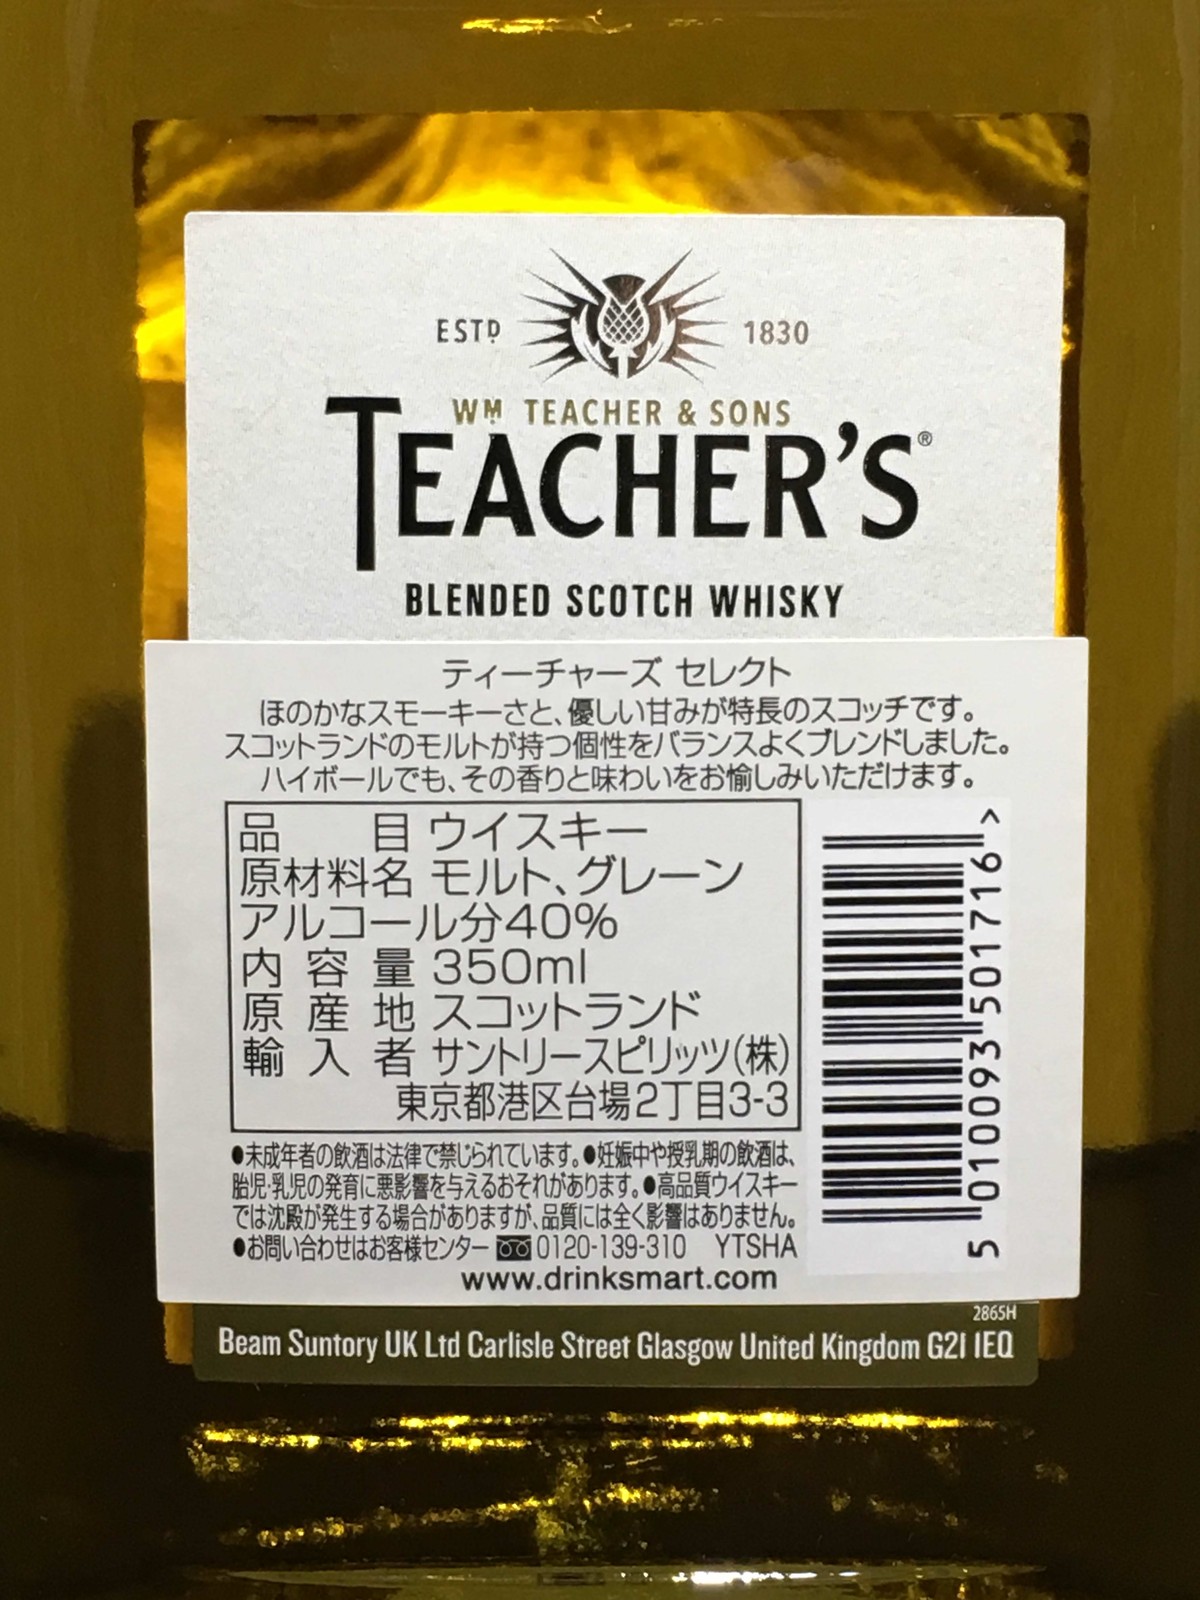 ESTD 1830
WM TEACHER & SONS
TEACHER'S®
BLENDED SCOTCH WHISKY
ティーチャーズ セレクト
ほのかなスモーキーさと、優しい甘みが特長のスコッチです。
スコットランドのモルトが持つ個性をバランスよくブレンドしました。
ハイボールでも、その香りと味わいをお愉しみいただけます。
品目 ウイスキー
原材料名 モルト、グレーン
アルコール分40%
内容量 350ml
原産地 スコットランド
輸入者 サントリースピリッツ(株)
東京都港区台場2丁目3-3
5 010093 501716 >
●未成年者の飲酒は法律で禁じられています。●妊娠中や授乳期の飲酒は、
胎児・乳児の発育に悪影響を与えるおそれがあります。●高品質ウイスキー
では沈殿が発生する場合がありますが、品質には全く影響はありません。
●お問い合わせはお客様センター 0120-139-310 YTSHA
www.drinksmart.com
2865H
Beam Suntory UK Ltd Carlisle Street Glasgow United Kingdom G21 1EQ